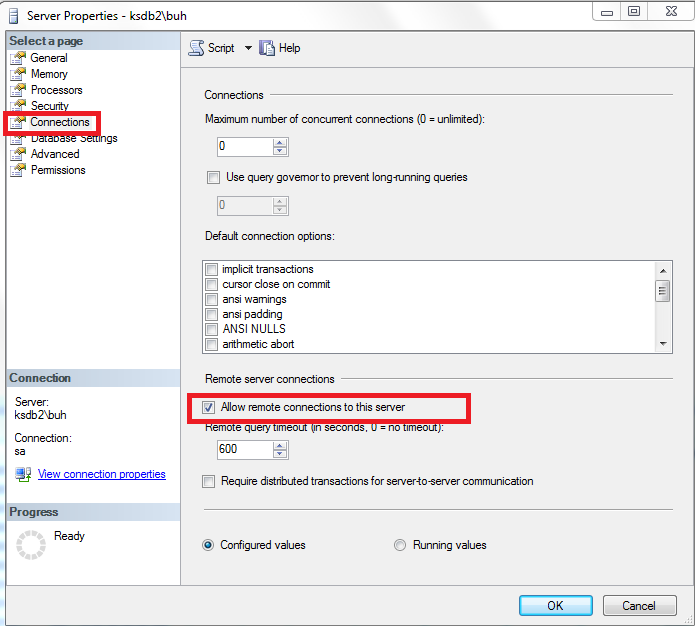 Server Properties - ksdb2\buh
Select a page
General
Memory
Processors
Security
Connections
Database Settings
Advanced
Permissions
Connection
Server:
ksdb2\buh
Connection:
sa
View connection properties
Progress
Ready
Script
Help
Connections
Maximum number of concurrent connections (0 = unlimited):
0
Use query governor to prevent long-running queries
0
Default connection options:
implicit transactions
cursor close on commit
ansi warnings
ansi padding
ANSI NULLS
arithmetic abort
Remote server connections
Allow remote connections to this server
Remote query timeout (in seconds, 0 = no timeout):
600
Require distributed transactions for server-to-server communication
Configured values
Running values
OK
Cancel